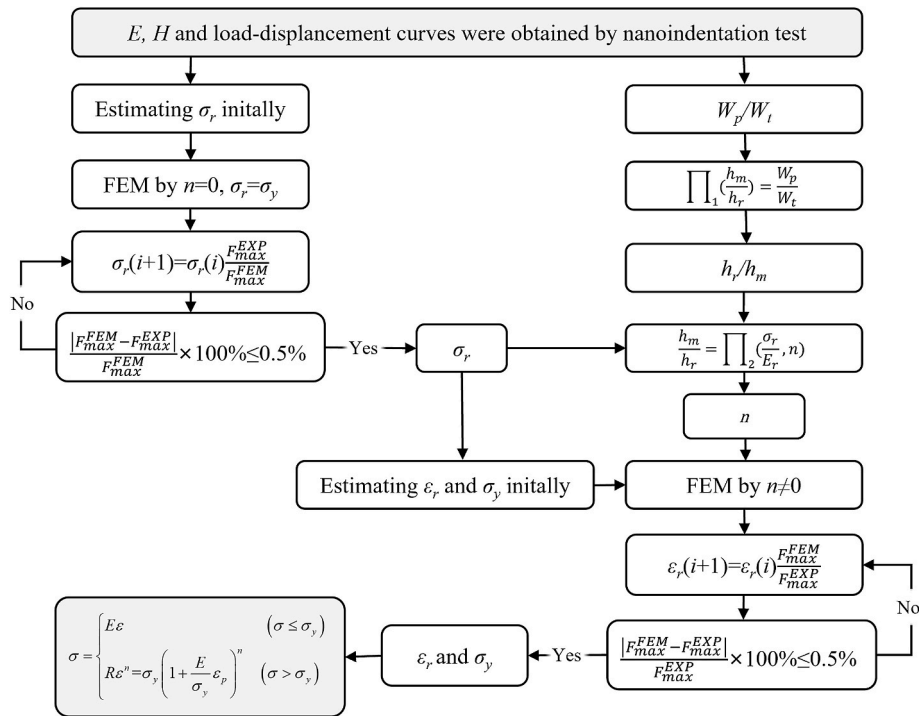 E, H and load-displancement curves were obtained by nanoindentation test
Estimating σ_r initally
FEM by n=0, σ_r=σ_y
σ_r(i+1)=σ_r(i) F_max^EXP / F_max^FEM
No
|F_max^FEM − F_max^EXP| / F_max^FEM × 100% ≤ 0.5%
Yes
σ_r
W_p/W_t
∏_1(h_m/h_r) = W_p/W_t
h_r/h_m
h_m/h_r = ∏_2(σ_r/E_r, n)
n
Estimating ε_r and σ_y initally
FEM by n≠0
ε_r(i+1)=ε_r(i) F_max^FEM / F_max^EXP
No
|F_max^FEM − F_max^EXP| / F_max^EXP × 100% ≤ 0.5%
Yes
ε_r and σ_y
σ = { Eε (σ ≤ σ_y)
Rε^n = σ_y(1 + E/σ_y ε_p)^n (σ > σ_y)